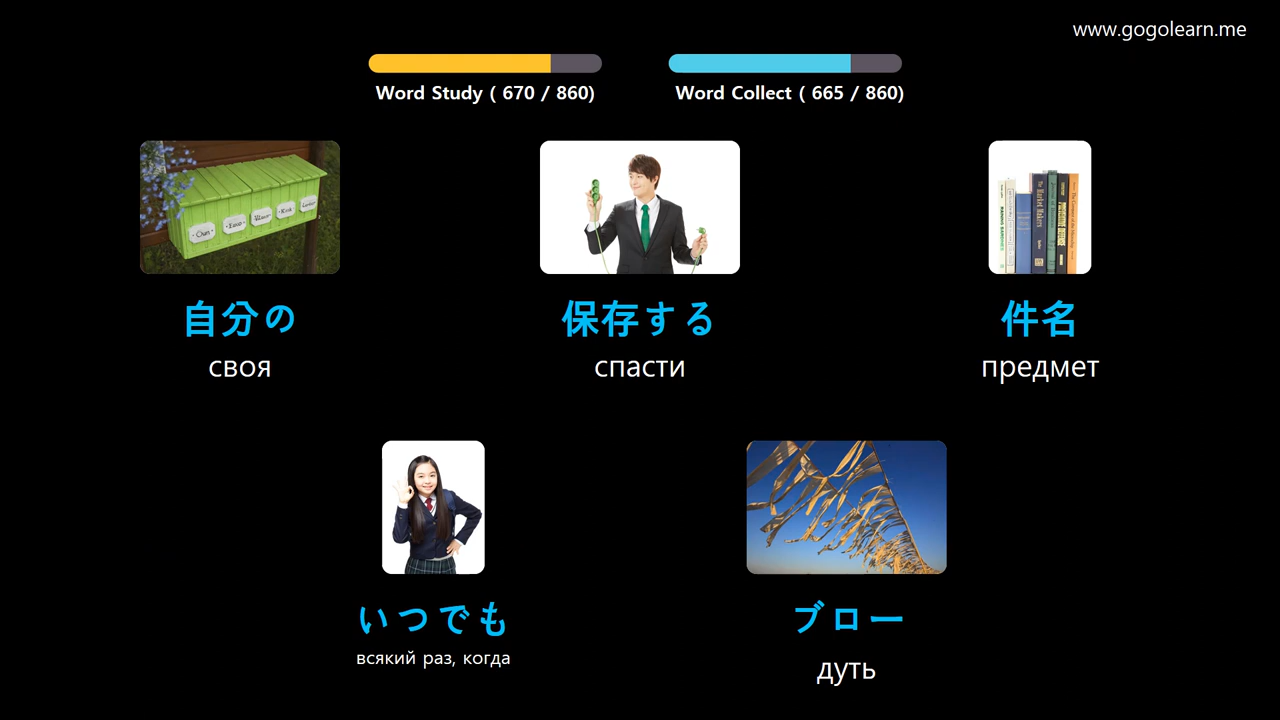 www.gogolearn.me
Word Study ( 670 / 860)
Word Collect ( 665 / 860)
自分の
保存する
件名
своя
спасти
предмет
いつでも
ブロー
всякий раз, когда
дуть